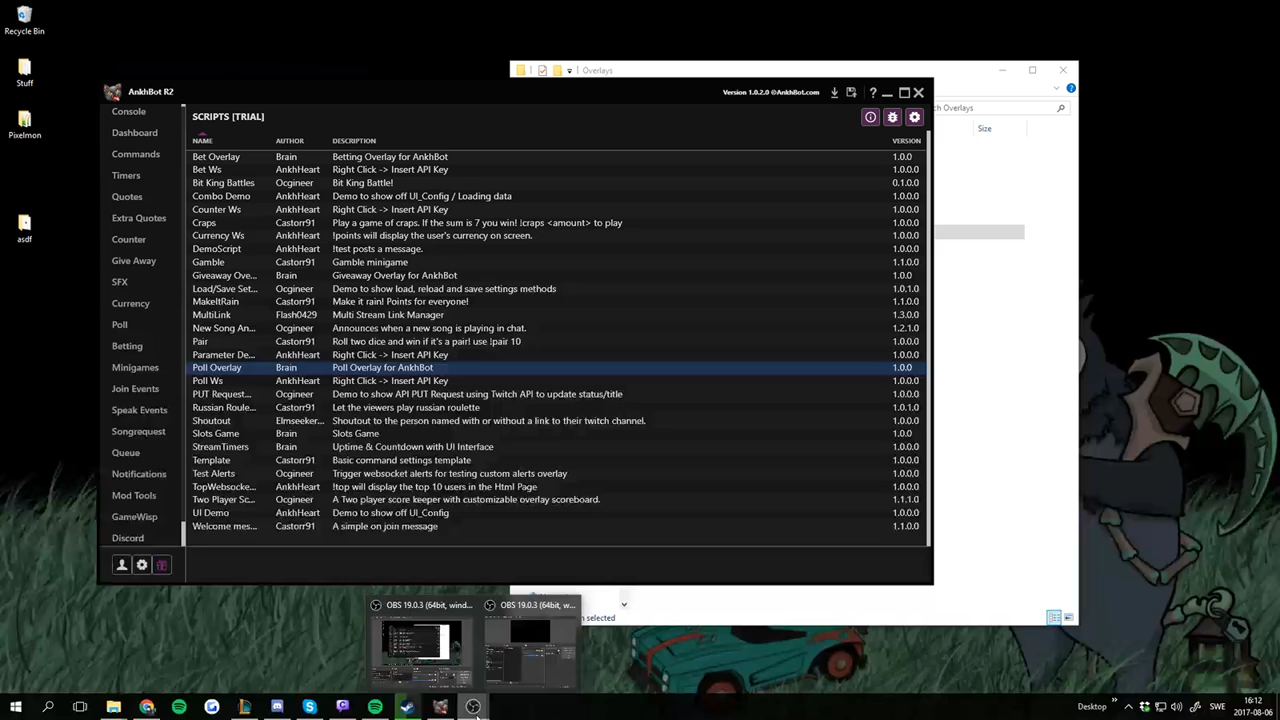 Recycle Bin
Stuff
Pixelmon
asdf
Overlays
ch Overlays
Size
AnkhBot R2
Version 1.0.2.0 ©AnkhBot.com
Console
Dashboard
Commands
Timers
Quotes
Extra Quotes
Counter
Give Away
SFX
Currency
Poll
Betting
Minigames
Join Events
Speak Events
Songrequest
Queue
Notifications
Mod Tools
GameWisp
Discord
SCRIPTS [TRIAL]
NAME AUTHOR DESCRIPTION VERSION
Bet Overlay Brain Betting Overlay for AnkhBot 1.0.0
Bet Ws AnkhHeart Right Click -> Insert API Key 1.0.0.0
Bit King Battles Ocgineer Bit King Battle! 0.1.0.0
Combo Demo AnkhHeart Demo to show off UI_Config / Loading data 1.0.0.0
Counter Ws AnkhHeart Right Click -> Insert API Key 1.0.0.0
Craps Castorr91 Play a game of craps. If the sum is 7 you win! !craps <amount> to play 1.0.0.0
Currency Ws AnkhHeart !points will display the user's currency on screen. 1.0.0.0
DemoScript AnkhHeart !test posts a message. 1.0.0.0
Gamble Castorr91 Gamble minigame 1.1.0.0
Giveaway Ove... Brain Giveaway Overlay for AnkhBot 1.0.0
Load/Save Set... Ocgineer Demo to show load, reload and save settings methods 1.0.1.0
MakeItRain Castorr91 Make it rain! Points for everyone! 1.1.0.0
MultiLink Flash0429 Multi Stream Link Manager 1.3.0.0
New Song An... Ocgineer Announces when a new song is playing in chat. 1.2.1.0
Pair Castorr91 Roll two dice and win if it's a pair! use !pair 10 1.0.0.0
Parameter De... AnkhHeart Right Click -> Insert API Key 1.0.0.0
Poll Overlay Brain Poll Overlay for AnkhBot 1.0.0
Poll Ws AnkhHeart Right Click -> Insert API Key 1.0.0.0
PUT Request... Ocgineer Demo to show API PUT Request using Twitch API to update status/title 1.0.0.0
Russian Roule... Castorr91 Let the viewers play russian roulette 1.0.1.0
Shoutout Elmseeker... Shoutout to the person named with or without a link to their twitch channel. 1.0.0.0
Slots Game Brain Slots Game 1.0.0
StreamTimers Brain Uptime & Countdown with UI Interface 1.0.0.0
Template Castorr91 Basic command settings template 1.0.0.0
Test Alerts Ocgineer Trigger websocket alerts for testing custom alerts overlay 1.0.0.0
TopWebsocke... AnkhHeart !top will display the top 10 users in the Html Page 1.0.0.0
Two Player Sc... Ocgineer A Two player score keeper with customizable overlay scoreboard. 1.1.1.0
UI Demo AnkhHeart Demo to show off UI_Config 1.0.0.0
Welcome mes... Castorr91 A simple on join message 1.1.0.0
n selected
OBS 19.0.3 (64bit, wind... OBS 19.0.3 (64bit, w...
Desktop
SWE
16:12
2017-08-06